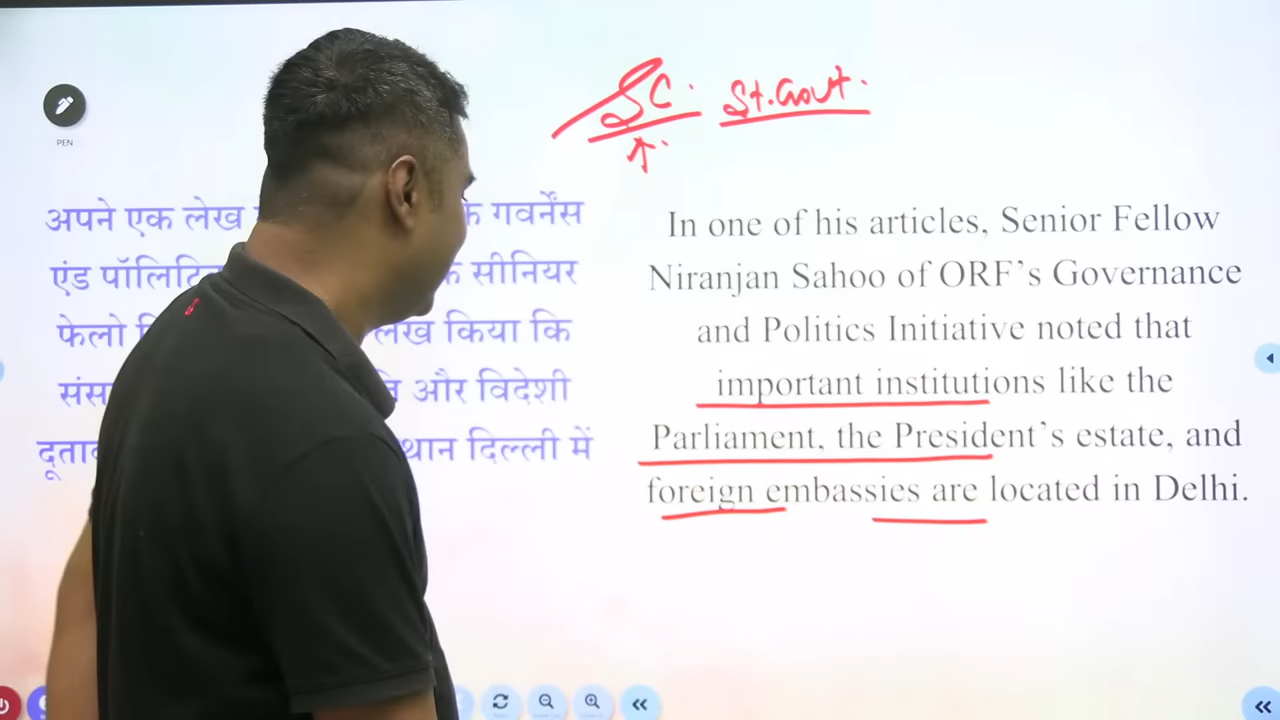 SC. St. Govt.
PEN
अपने एक लेख गवर्नेंस
एंड सीनियर
फेलो किया कि
और विदेशी
दिल्ली में
In one of his articles, Senior Fellow
Niranjan Sahoo of ORF's Governance
and Politics Initiative noted that
important institutions like the
Parliament, the President's estate, and
foreign embassies are located in Delhi.